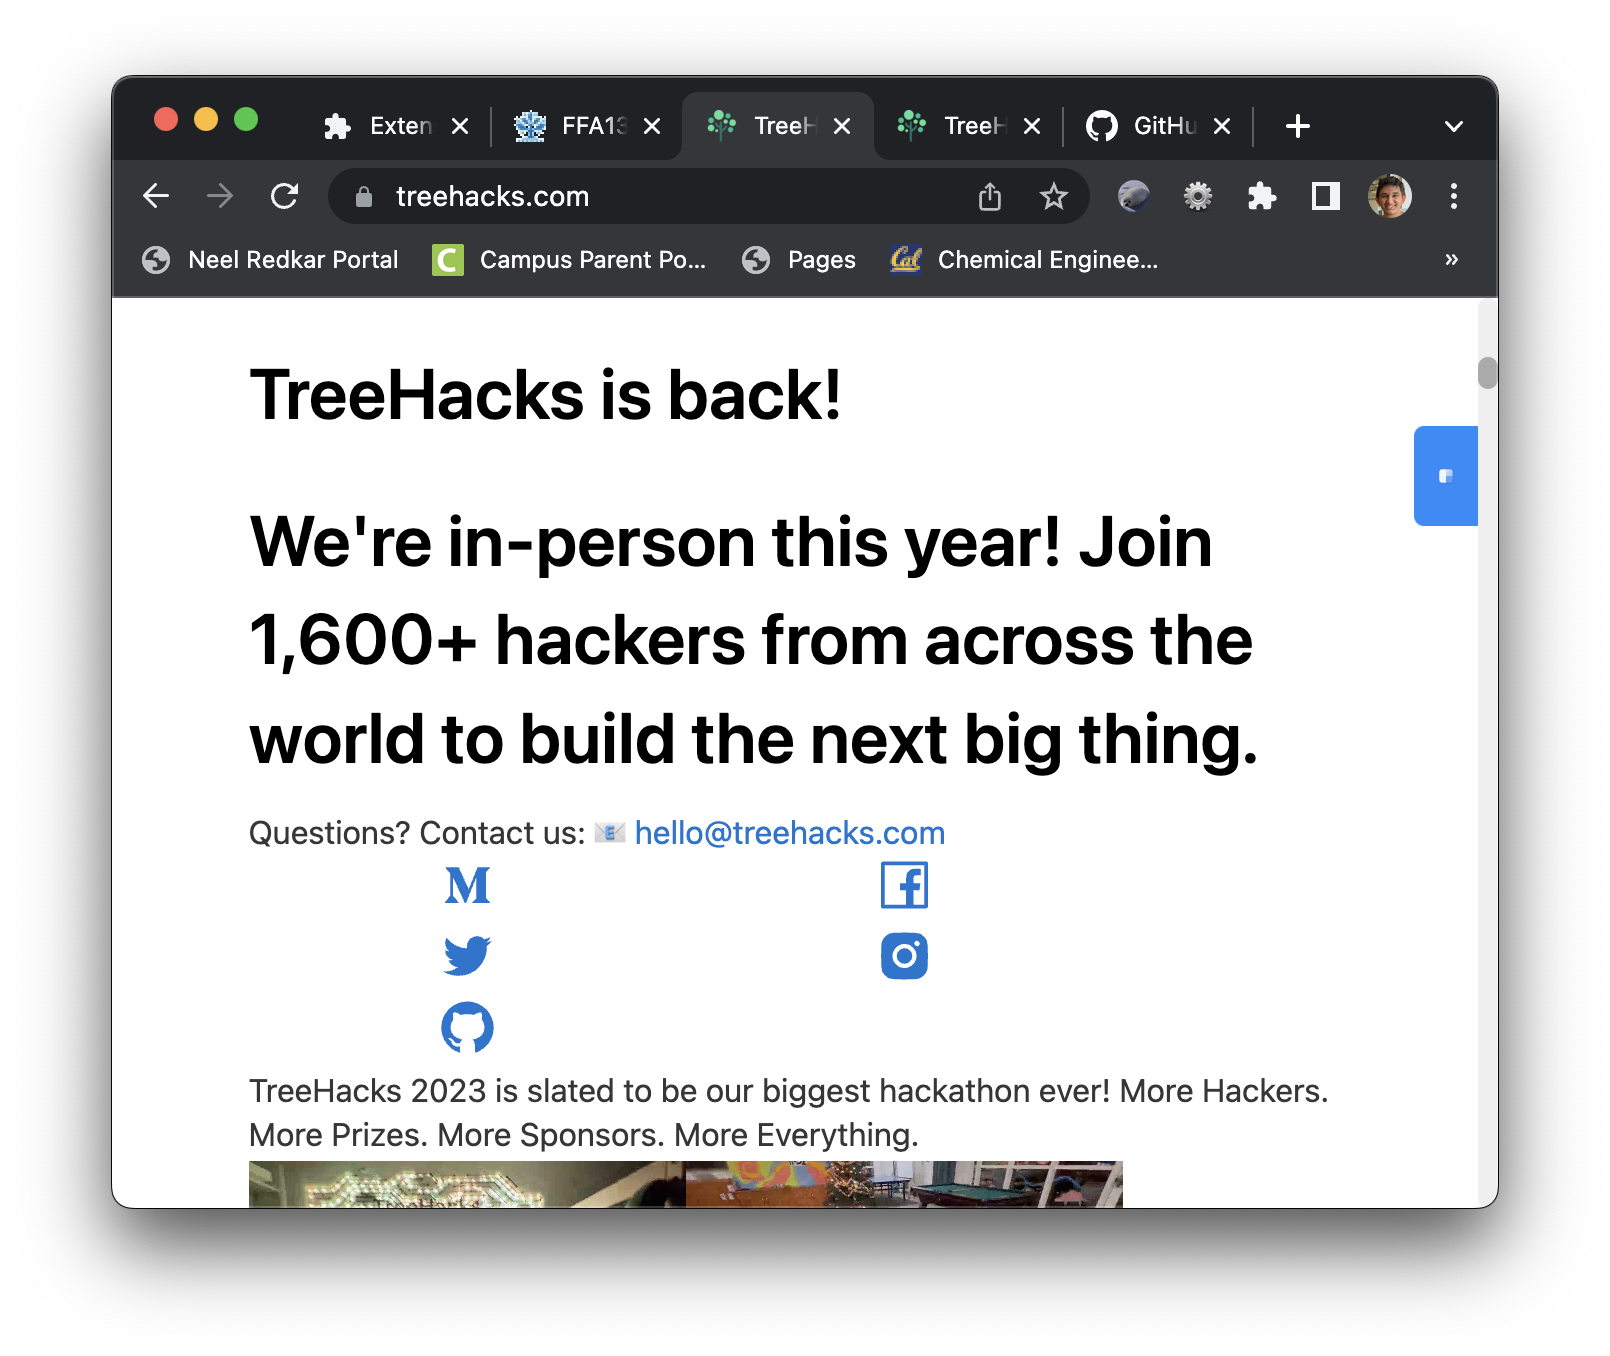 Exten FFA13 TreeH TreeH GitHu
treehacks.com
Neel Redkar Portal C Campus Parent Po... Pages Cal Chemical Enginee... »
TreeHacks is back!
We're in-person this year! Join
1,600+ hackers from across the
world to build the next big thing.
Questions? Contact us: 📧 hello@treehacks.com
TreeHacks 2023 is slated to be our biggest hackathon ever! More Hackers.
More Prizes. More Sponsors. More Everything.